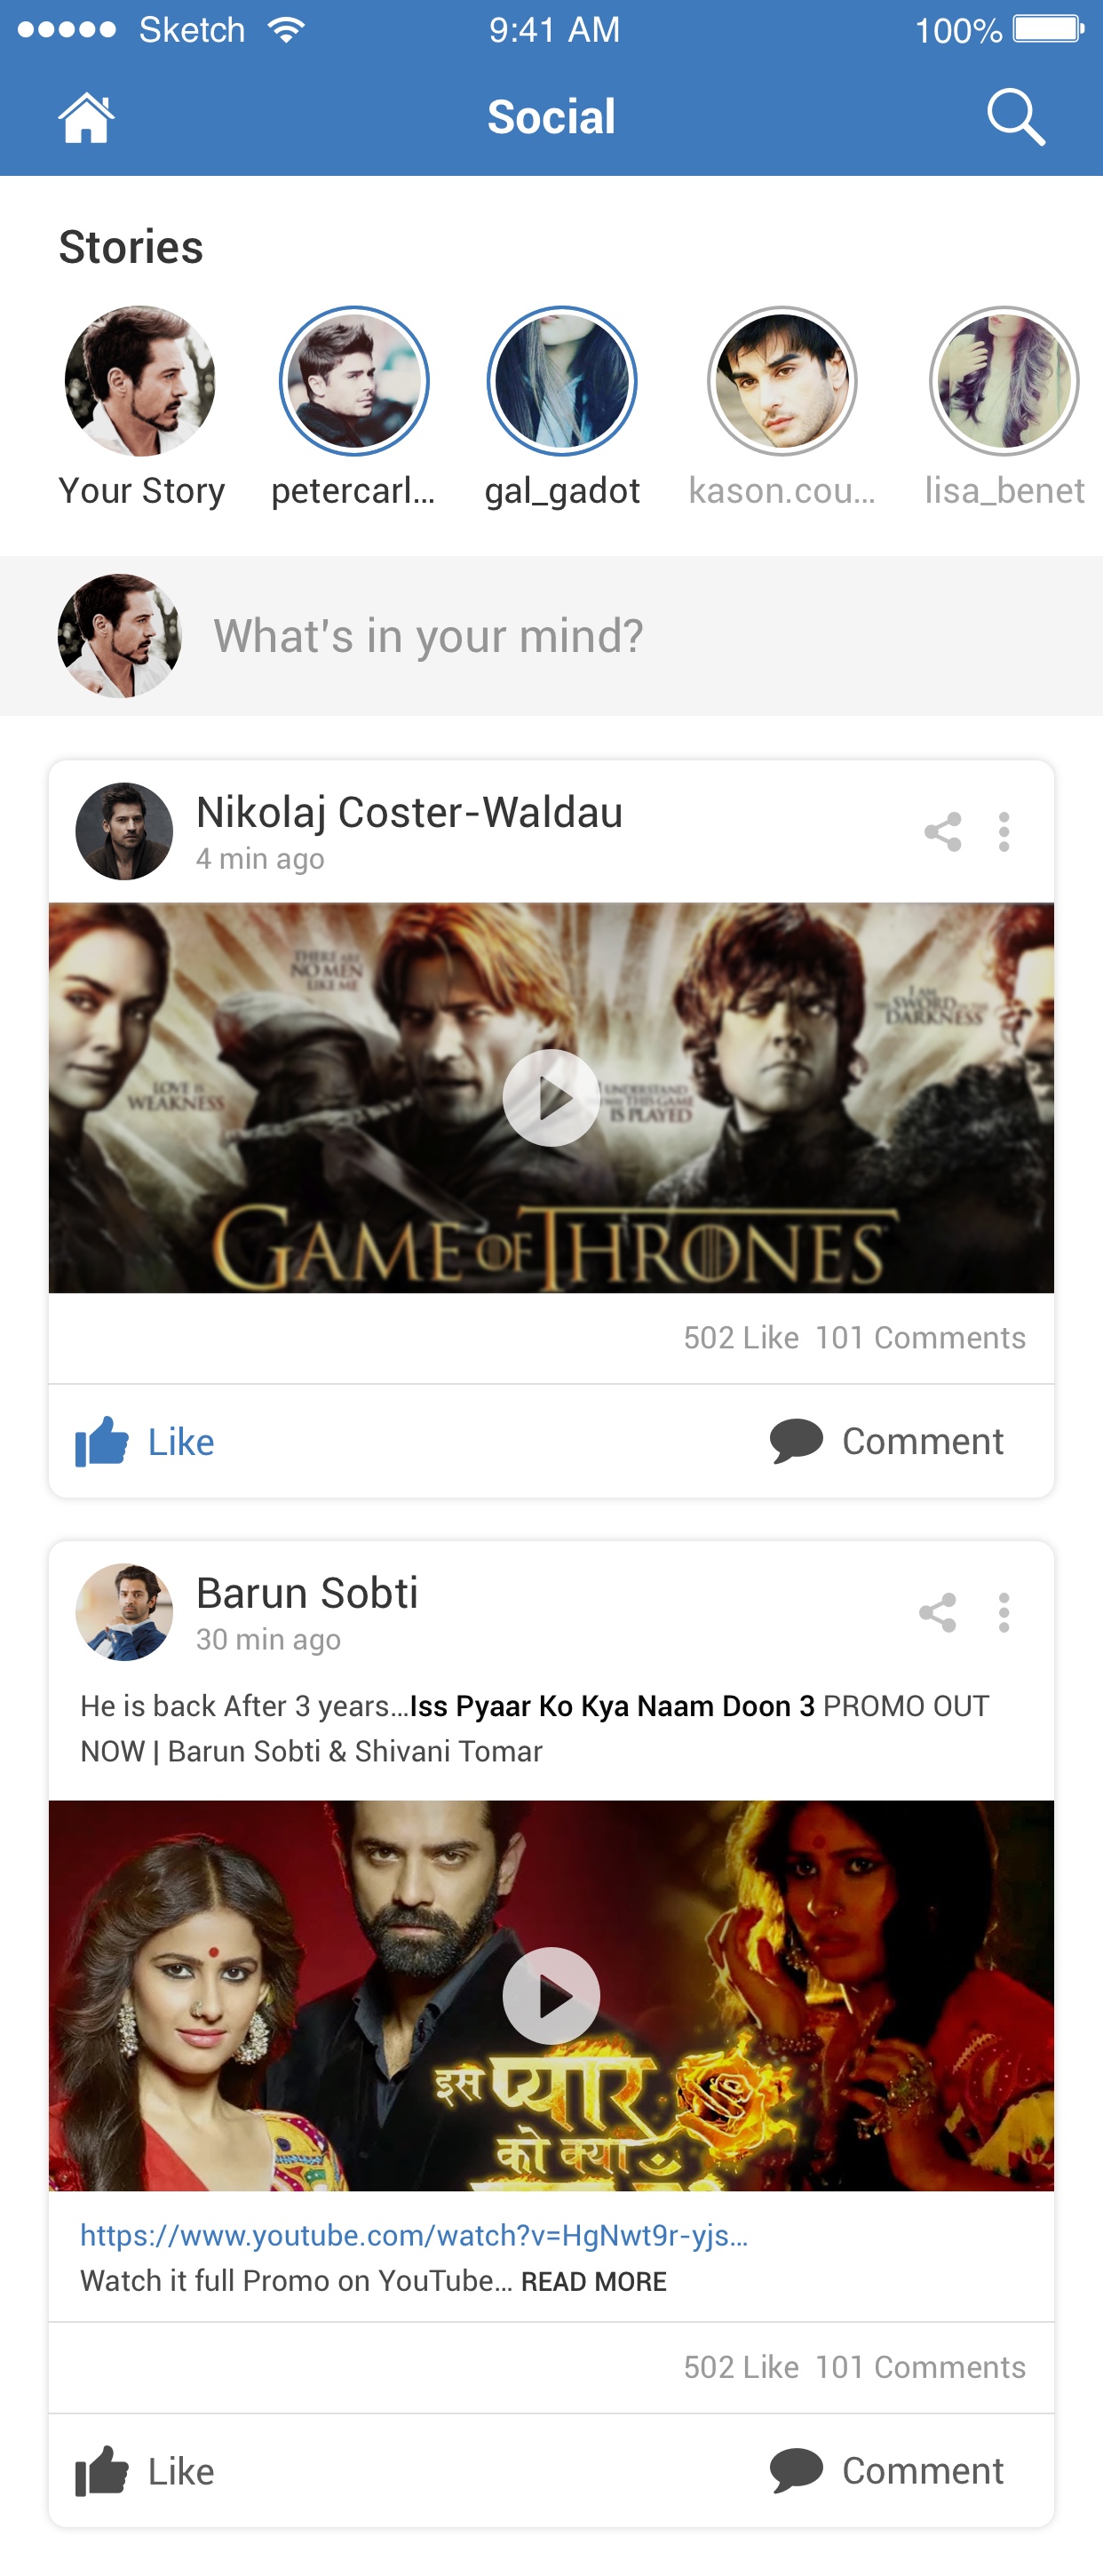 Sketch 9:41 AM 100%
Social
Stories
Your Story petercarl... gal_gadot kason.cou... lisa_benet
What's in your mind?
Nikolaj Coster-Waldau
4 min ago
THERE ARE
NO MEN
LIKE ME
I AM
SWORD
DARKNESS
LOVE IS
WEAKNESS
I UNDERSTAND
THIS GAME
IS PLAYED
GAME OF THRONES
502 Like 101 Comments
Like Comment
Barun Sobti
30 min ago
He is back After 3 years...Iss Pyaar Ko Kya Naam Doon 3 PROMO OUT
NOW | Barun Sobti & Shivani Tomar
इस प्यार
को क्या
https://www.youtube.com/watch?v=HgNwt9r-yjs...
Watch it full Promo on YouTube... READ MORE
502 Like 101 Comments
Like Comment